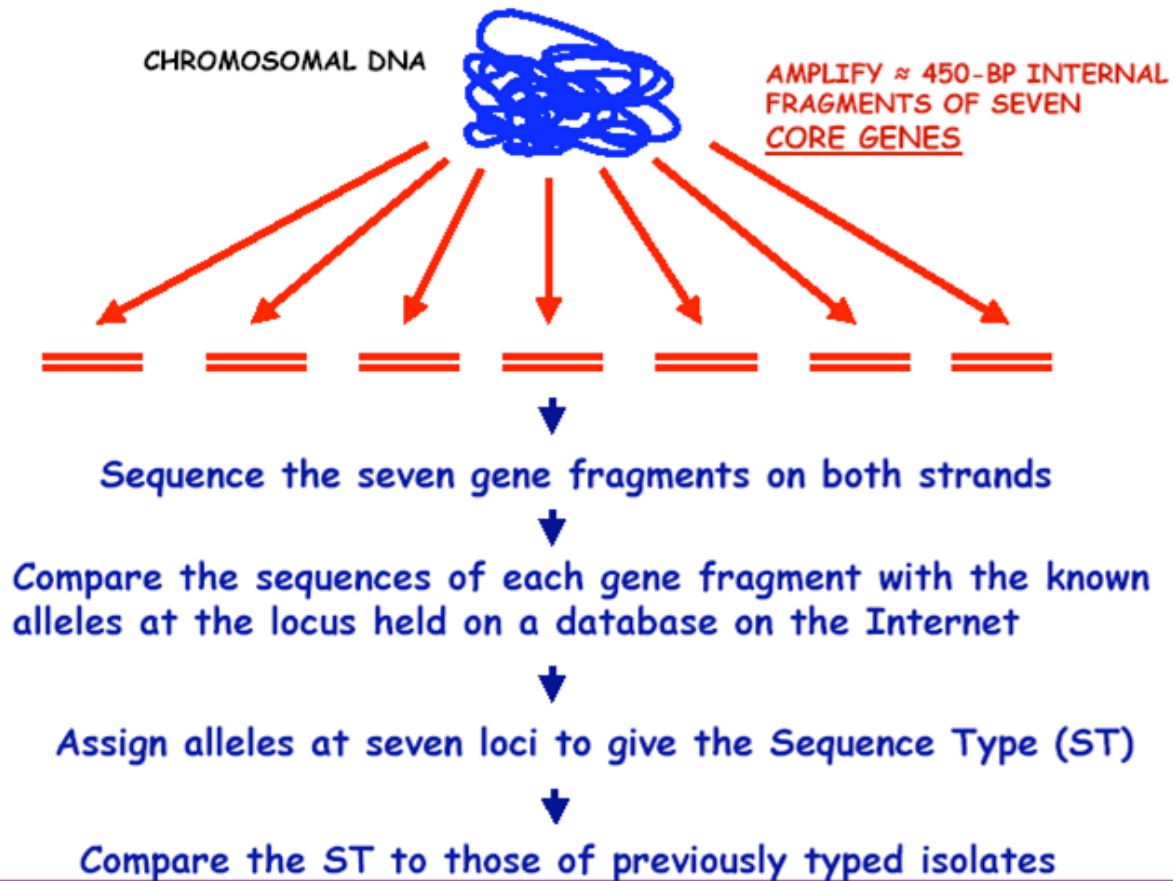 CHROMOSOMAL DNA
AMPLIFY ≈ 450-BP INTERNAL
FRAGMENTS OF SEVEN
CORE GENES
Sequence the seven gene fragments on both strands
Compare the sequences of each gene fragment with the known
alleles at the locus held on a database on the Internet
Assign alleles at seven loci to give the Sequence Type (ST)
Compare the ST to those of previously typed isolates